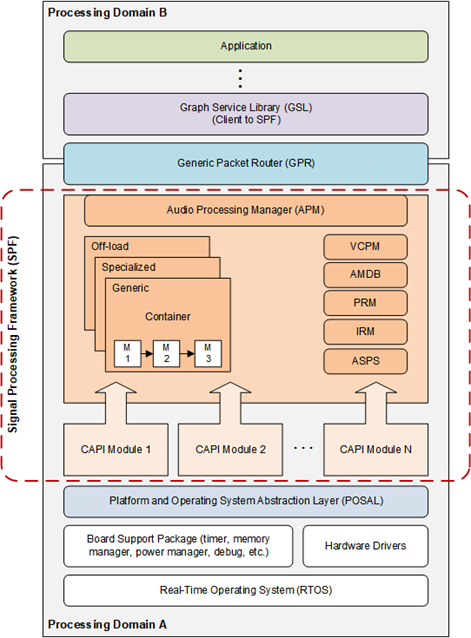 Processing Domain B
Application
Graph Service Library (GSL)
(Client to SPF)
Generic Packet Router (GPR)
Signal Processing Framework (SPF)
Audio Processing Manager (APM)
Off-load
Specialized
Generic
Container
M
1
M
2
M
3
VCPM
AMDB
PRM
IRM
ASPS
CAPI Module 1
CAPI Module 2
. . .
CAPI Module N
Platform and Operating System Abstraction Layer (POSAL)
Board Support Package (timer, memory
manager, power manager, debug, etc.)
Hardware Drivers
Real-Time Operating System (RTOS)
Processing Domain A